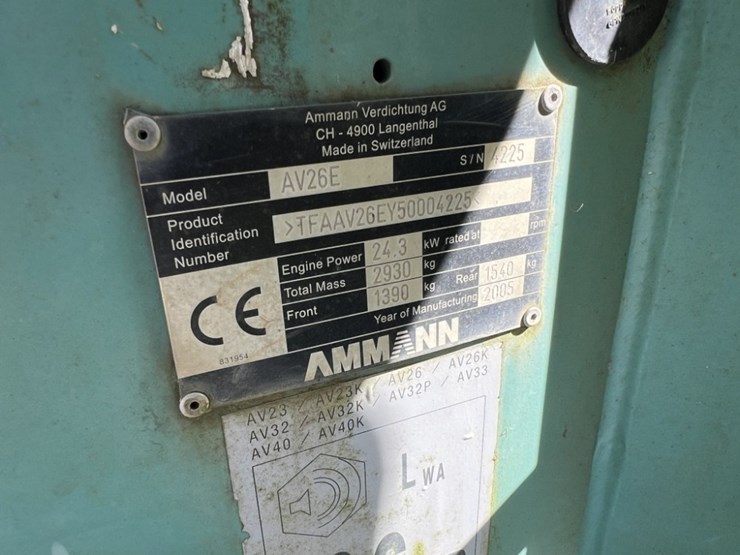 Ammann Verdichtung AG
CH - 4900 Langenthal
Made in Switzerland
Model AV26E S/N 4225
Product Identification Number >TFAAV26EY50004225<
Engine Power 24.3 kW rated at rpm
Total Mass 2930 kg
Front 1390 kg Rear 1540 kg
Year of Manufacturing 2005
CE
831954
AMMANN
AV23 / AV23K / AV26 / AV26K
AV32 / AV32K / AV32P / AV33
AV40 / AV40K
LWA